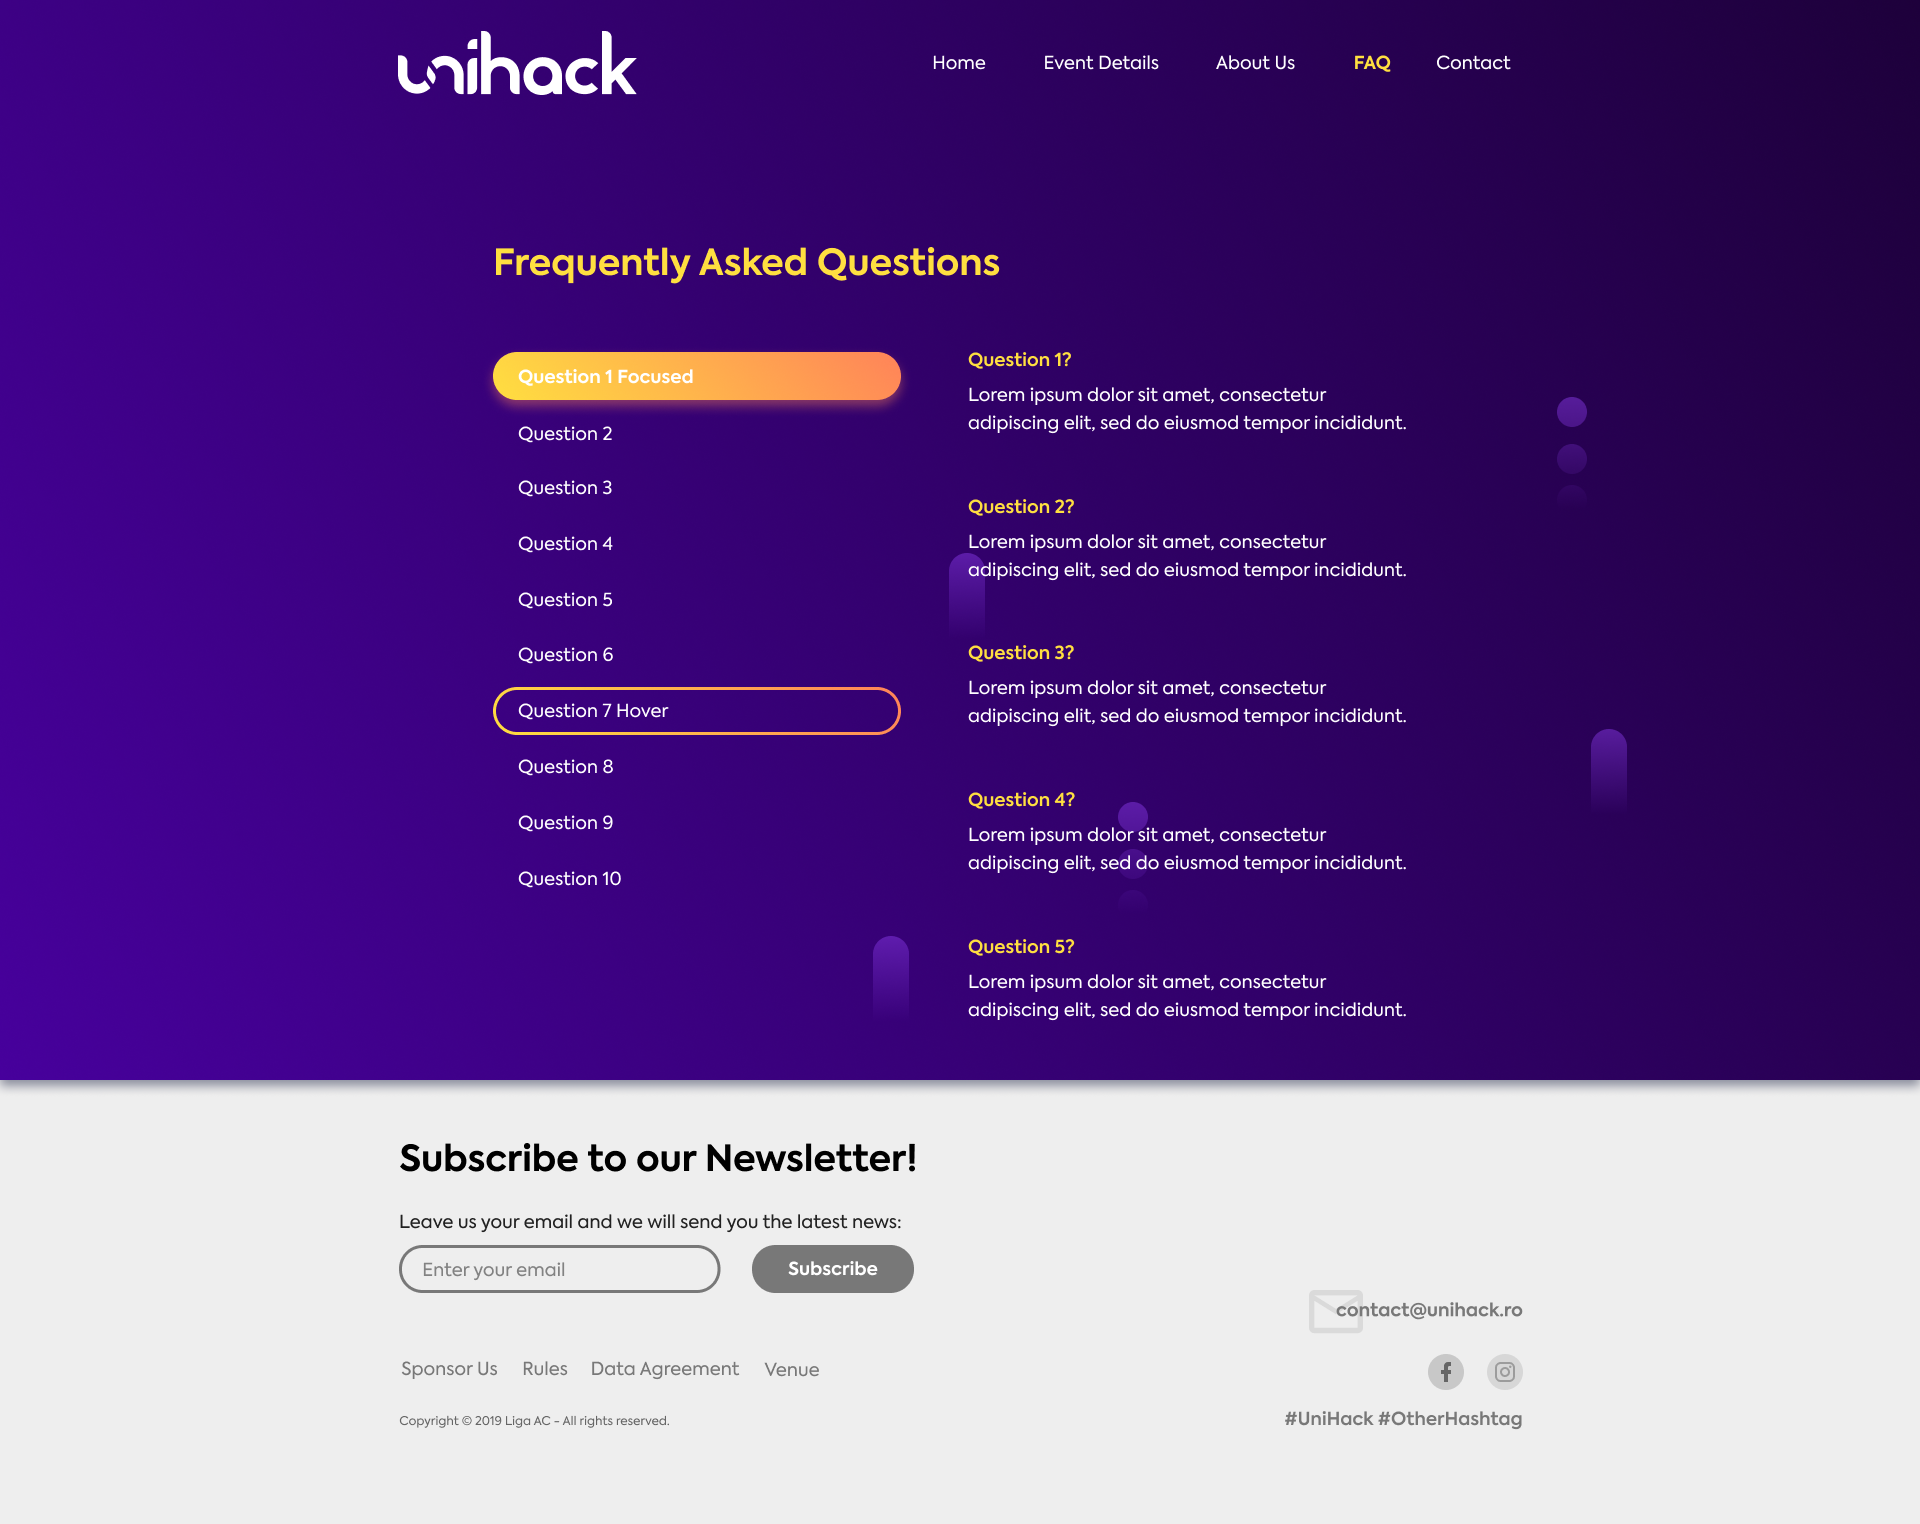 unihack
Home Event Details About Us FAQ Contact
Frequently Asked Questions
Question 1 Focused
Question 2
Question 3
Question 4
Question 5
Question 6
Question 7 Hover
Question 8
Question 9
Question 10
Question 1?
Lorem ipsum dolor sit amet, consectetur
adipiscing elit, sed do eiusmod tempor incididunt.
Question 2?
Lorem ipsum dolor sit amet, consectetur
adipiscing elit, sed do eiusmod tempor incididunt.
Question 3?
Lorem ipsum dolor sit amet, consectetur
adipiscing elit, sed do eiusmod tempor incididunt.
Question 4?
Lorem ipsum dolor sit amet, consectetur
adipiscing elit, sed do eiusmod tempor incididunt.
Question 5?
Lorem ipsum dolor sit amet, consectetur
adipiscing elit, sed do eiusmod tempor incididunt.
Subscribe to our Newsletter!
Leave us your email and we will send you the latest news:
Enter your email
Subscribe
Sponsor Us Rules Data Agreement Venue
Copyright © 2019 Liga AC - All rights reserved.
contact@unihack.ro
#UniHack #OtherHashtag